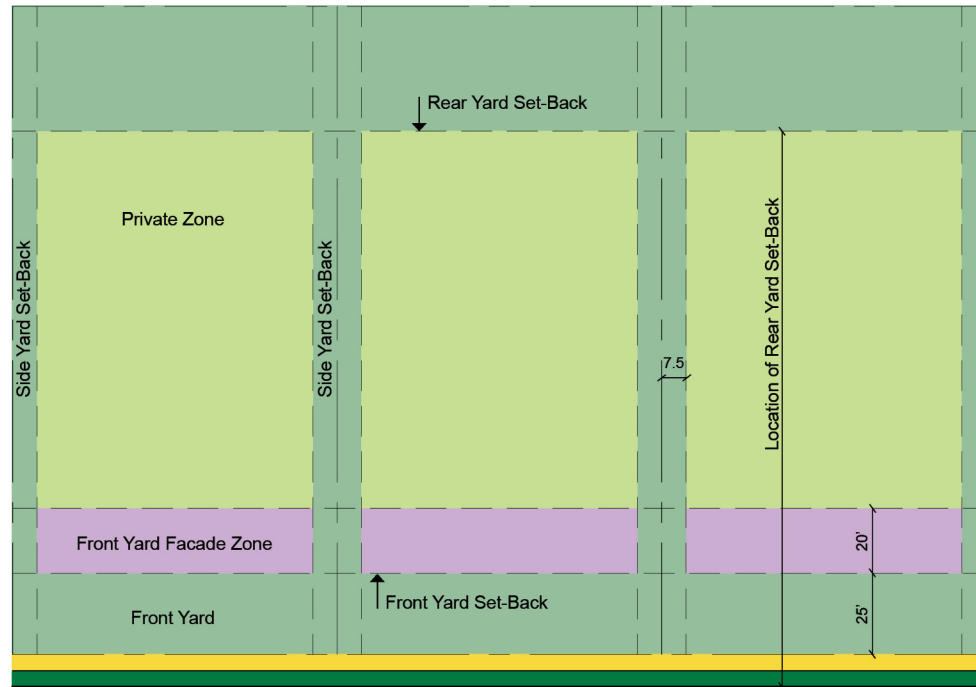 Rear Yard Set-Back
Private Zone
Side Yard Set-Back
Side Yard Set-Back
Location of Rear Yard Set-Back
7.5
Front Yard Facade Zone
20'
Front Yard Set-Back
Front Yard
25'